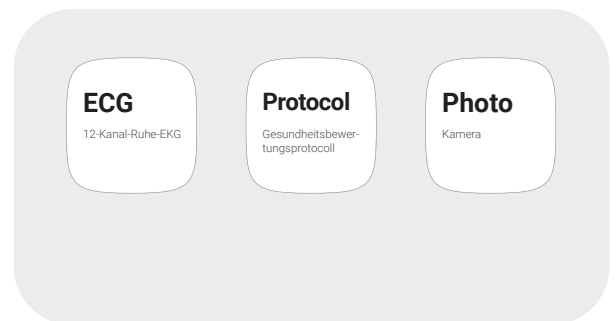 ECG
12-Kanal-Ruhe-EKG
Protocol
Gesundheitsbewer-
tungsprotocoll
Photo
Kamera